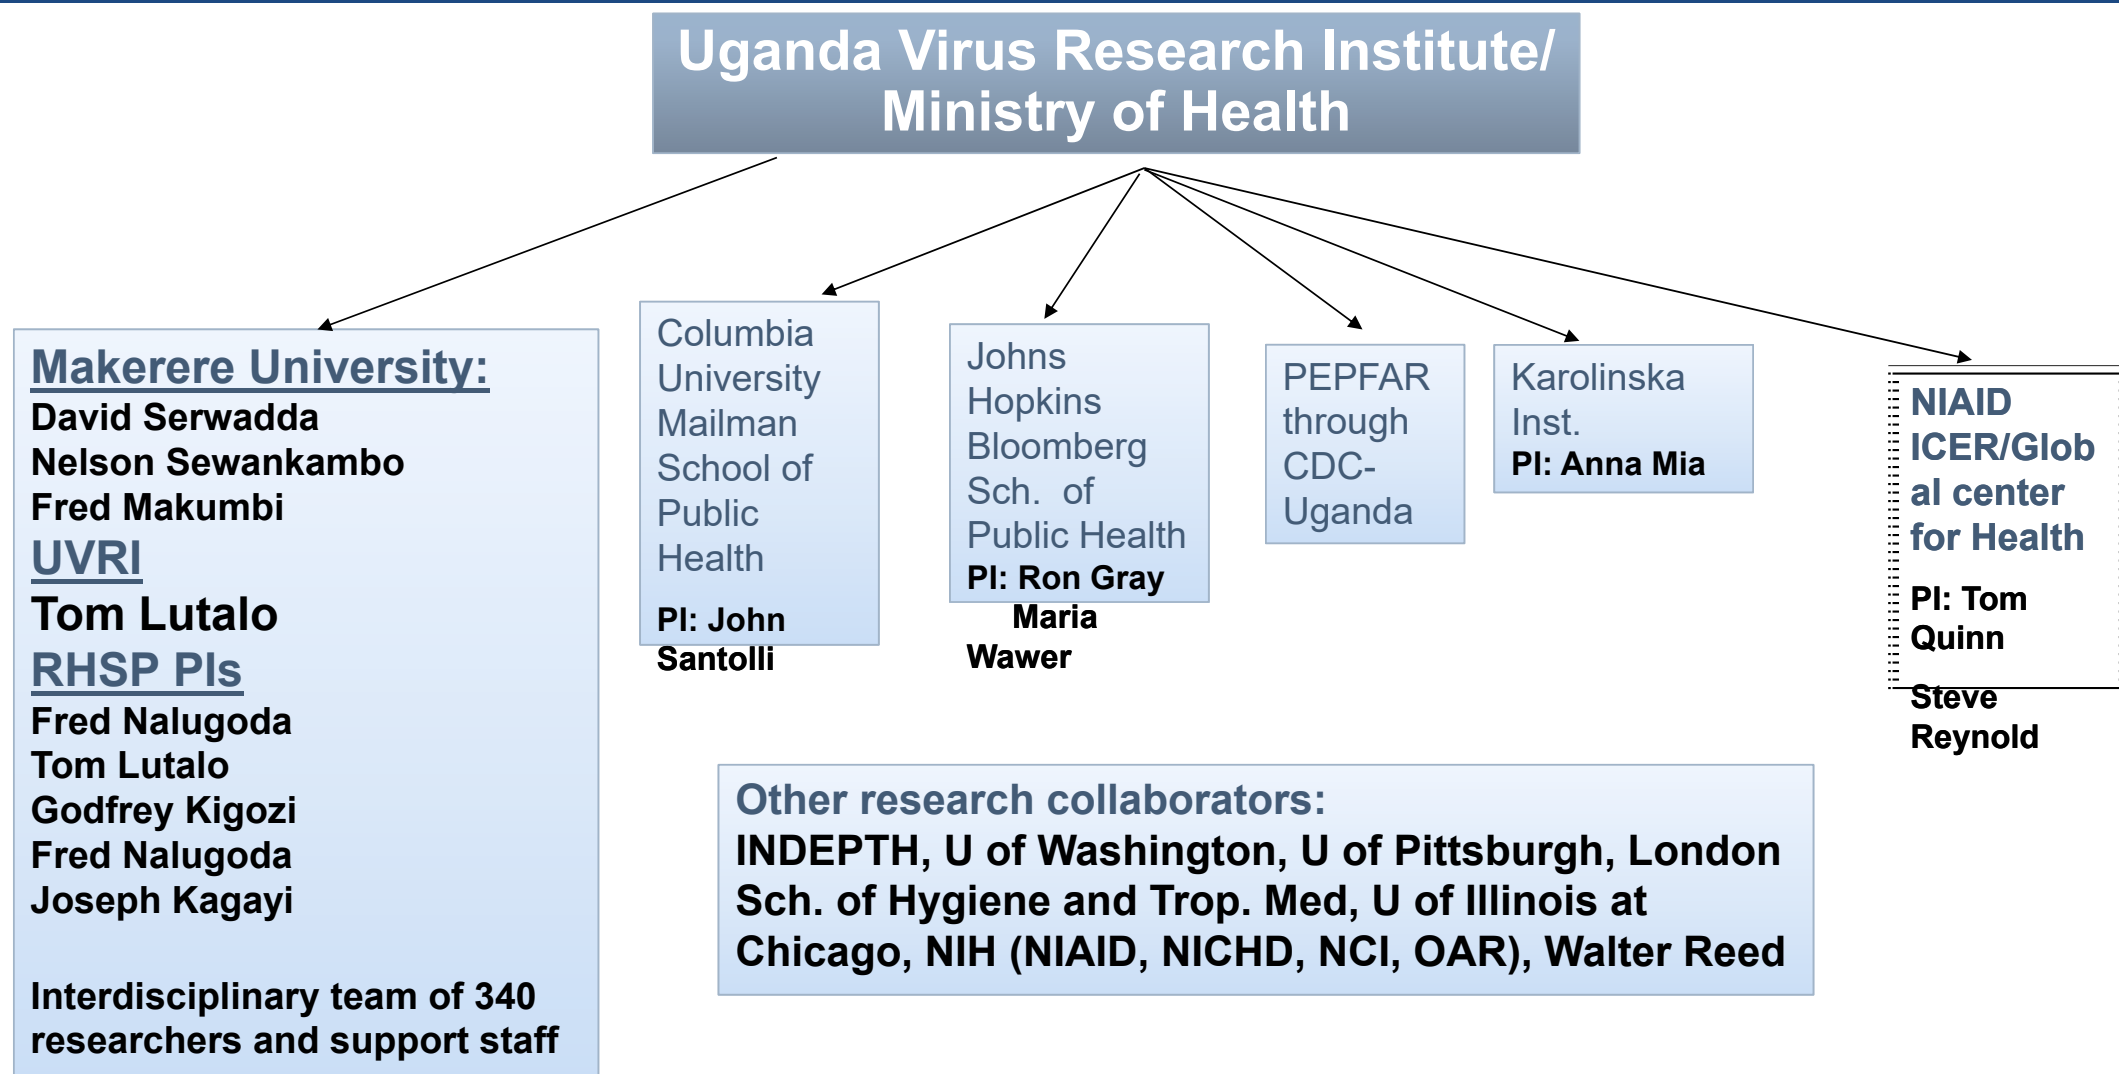 Uganda Virus Research Institute/
Ministry of Health
Makerere University:
David Serwadda
Nelson Sewankambo
Fred Makumbi
UVRI
Tom Lutalo
RHSP PIs
Fred Nalugoda
Tom Lutalo
Godfrey Kigozi
Fred Nalugoda
Joseph Kagayi
Interdisciplinary team of 340
researchers and support staff
Columbia
University
Mailman
School of
Public
Health
PI: John
Santolli
Johns
Hopkins
Bloomberg
Sch. of
Public Health
PI: Ron Gray
Maria
Wawer
PEPFAR
through
CDC-
Uganda
Karolinska
Inst.
PI: Anna Mia
NIAID
ICER/Glob
al center
for Health
PI: Tom
Quinn
Steve
Reynold
Other research collaborators:
INDEPTH, U of Washington, U of Pittsburgh, London
Sch. of Hygiene and Trop. Med, U of Illinois at
Chicago, NIH (NIAID, NICHD, NCI, OAR), Walter Reed